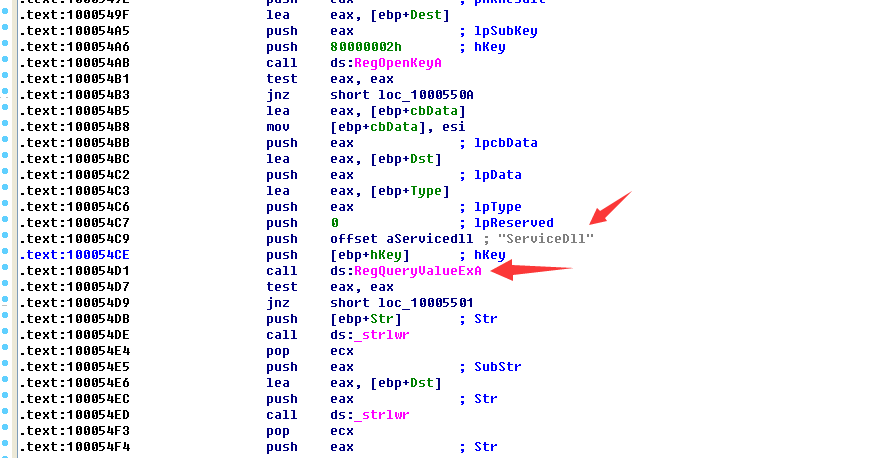 .text:1000549F lea eax, [ebp+Dest]
.text:100054A5 push eax ; lpSubKey
.text:100054A6 push 80000002h ; hKey
.text:100054AB call ds:RegOpenKeyA
.text:100054B1 test eax, eax
.text:100054B3 jnz short loc_1000550A
.text:100054B5 lea eax, [ebp+cbData]
.text:100054B8 mov [ebp+cbData], esi
.text:100054BB push eax ; lpcbData
.text:100054BC lea eax, [ebp+Dst]
.text:100054C2 push eax ; lpData
.text:100054C3 lea eax, [ebp+Type]
.text:100054C6 push eax ; lpType
.text:100054C7 push 0 ; lpReserved
.text:100054C9 push offset aServicedll ; "ServiceDll"
.text:100054CE push [ebp+hKey] ; hKey
.text:100054D1 call ds:RegQueryValueExA
.text:100054D7 test eax, eax
.text:100054D9 jnz short loc_10005501
.text:100054DB push [ebp+Str] ; Str
.text:100054DE call ds:_strlwr
.text:100054E4 pop ecx
.text:100054E5 push eax ; SubStr
.text:100054E6 lea eax, [ebp+Dst]
.text:100054EC push eax ; Str
.text:100054ED call ds:_strlwr
.text:100054F3 pop ecx
.text:100054F4 push eax ; Str